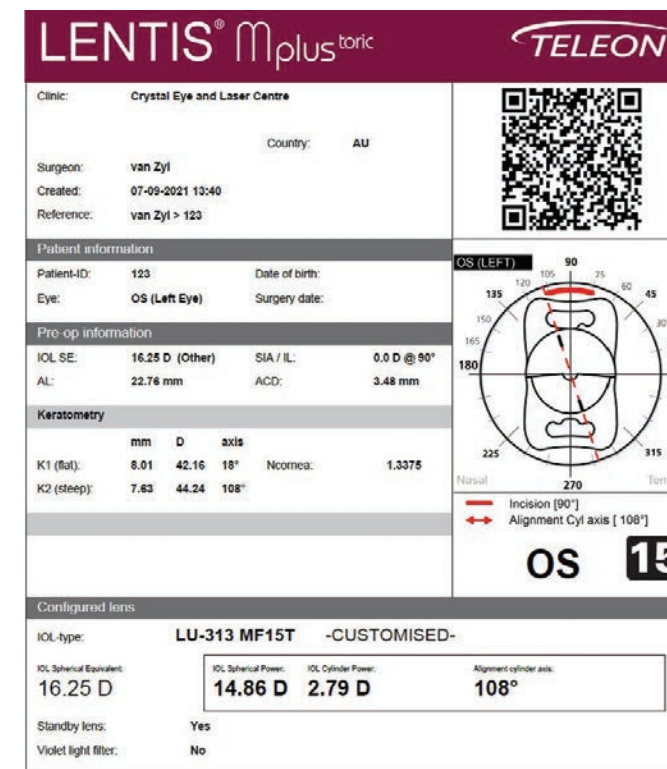 LENTIS® Mplus toric
TELEON
Clinic: Crystal Eye and Laser Centre
Country: AU
Surgeon: van Zyl
Created: 07-09-2021 13:40
Reference: van Zyl > 123
Patient information
Patient-ID: 123 Date of birth:
Eye: OS (Left Eye) Surgery date:
Pre-op information
IOL SE: 16.25 D (Other) SIA / IL: 0.0 D @ 90°
AL: 22.76 mm ACD: 3.48 mm
Keratometry
mm D axis
K1 (flat): 8.01 42.16 18° Ncornea: 1.3375
K2 (steep): 7.63 44.24 108°
OS (LEFT)
90
105 75
120 60
135 45
150 30
165
180
225 315
Nasal
270
Incision [90°]
Alignment Cyl axis [ 108°]
OS 15
Configured lens
IOL-type: LU-313 MF15T -CUSTOMISED-
IOL Spherical Equivalent: IOL Spherical Power: IOL Cylinder Power: Alignment cylinder axis:
16.25 D 14.86 D 2.79 D 108°
Standby lens: Yes
Violet light filter: No